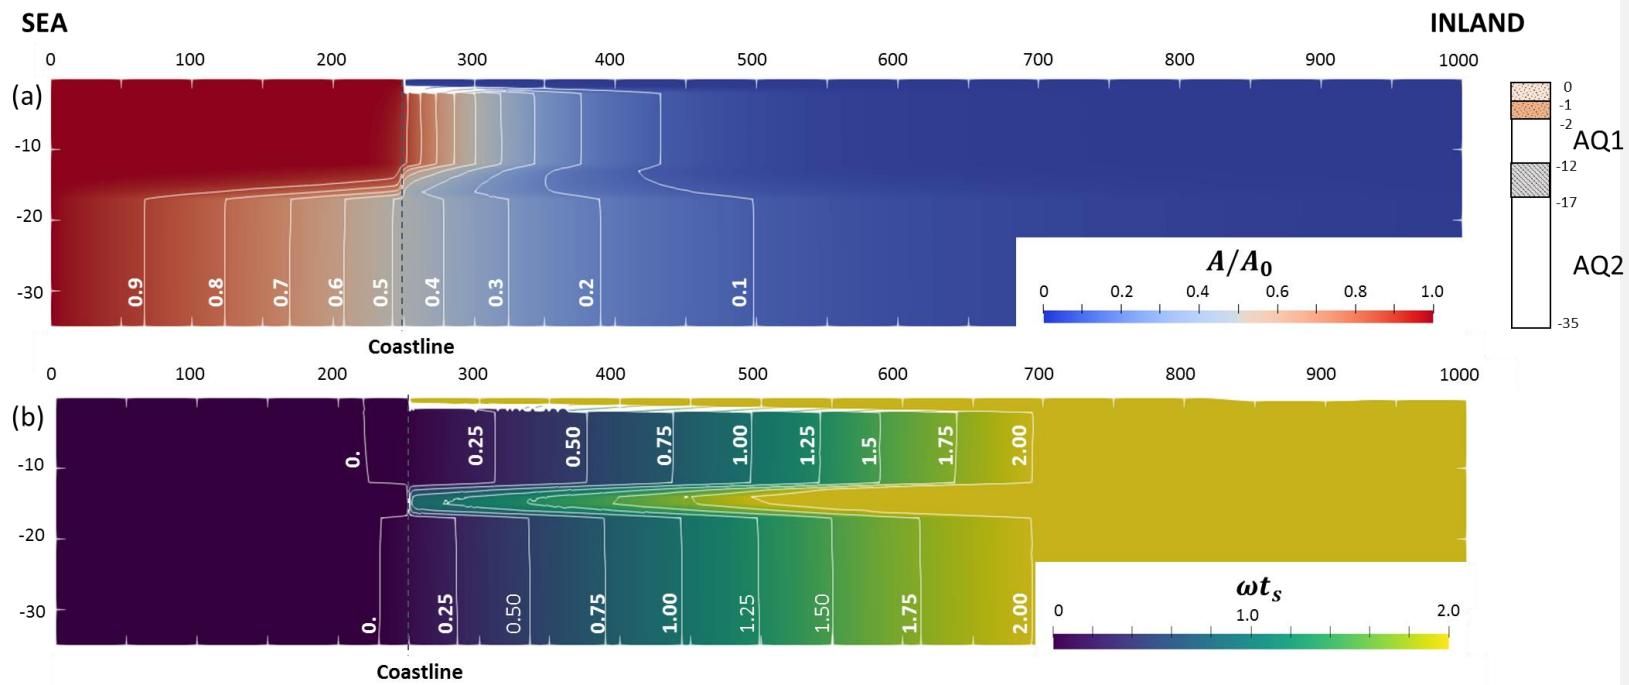 SEA INLAND
0 100 200 300 400 500 600 700 800 900 1000
(a)
-10
-20
-30
0.9 0.8 0.7 0.6 0.5 0.4 0.3 0.2 0.1
A/A0
0 0.2 0.4 0.6 0.8 1.0
0
-1
-2
AQ1
-12
-17
AQ2
-35
Coastline
0 100 200 300 400 500 600 700 800 900 1000
(b)
-10
-20
-30
0. 0.25 0.50 0.75 1.00 1.25 1.5 1.75 2.00
0. 0.25 0.50 0.75 1.00 1.25 1.50 1.75 2.00
ωts
0 1.0 2.0
Coastline